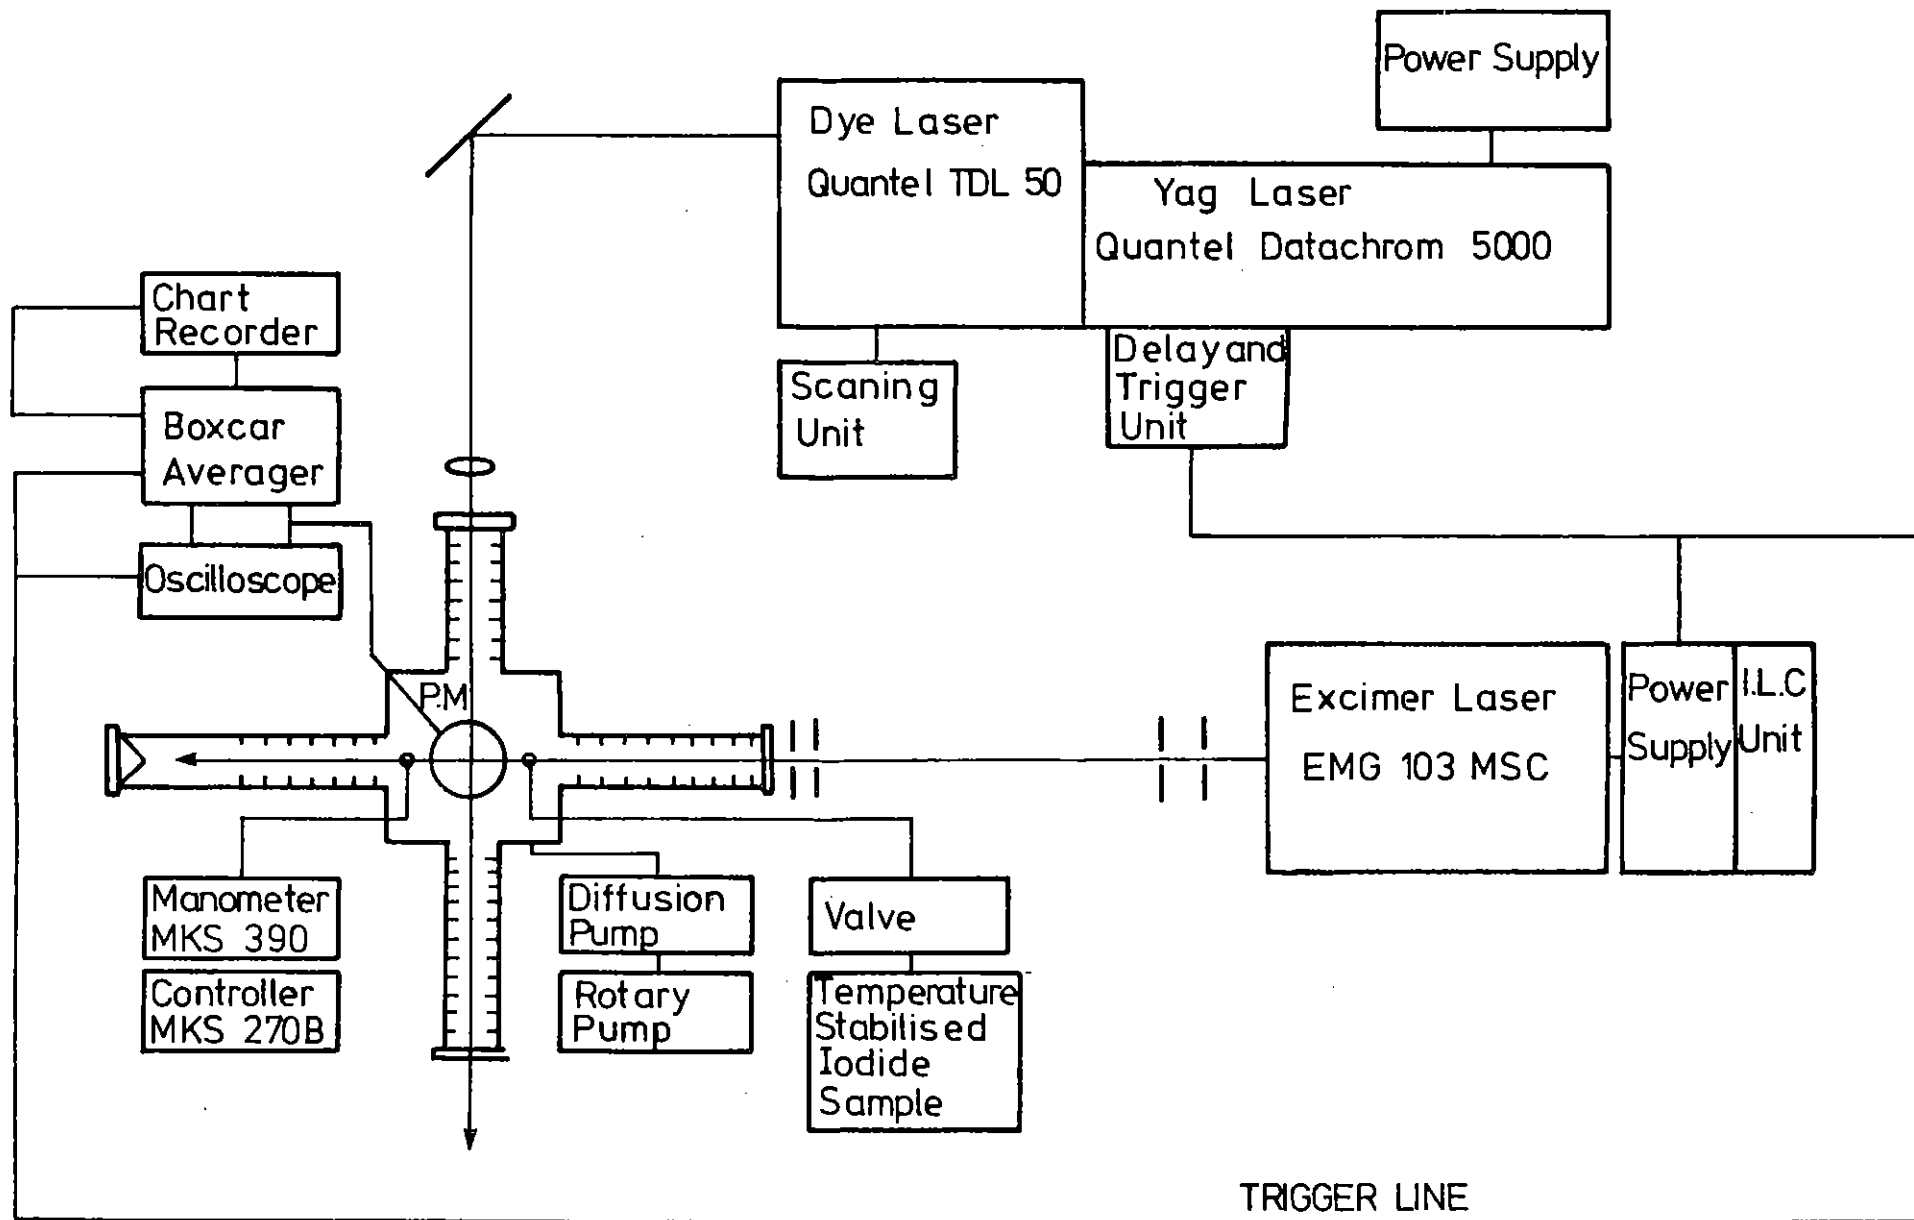 Power Supply
Dye Laser
Quantel TDL 50
Yag Laser
Quantel Datachrom 5000
Chart
Recorder
Delay and
Trigger
Unit
Scaning
Unit
Boxcar
Averager
Oscilloscope
P.M
Excimer Laser
EMG 103 MSC
Power
Supply
I.L.C
Unit
Manometer
MKS 390
Controller
MKS 270B
Diffusion
Pump
Rotary
Pump
Valve
Temperature
Stabilised
Iodide
Sample
TRIGGER LINE